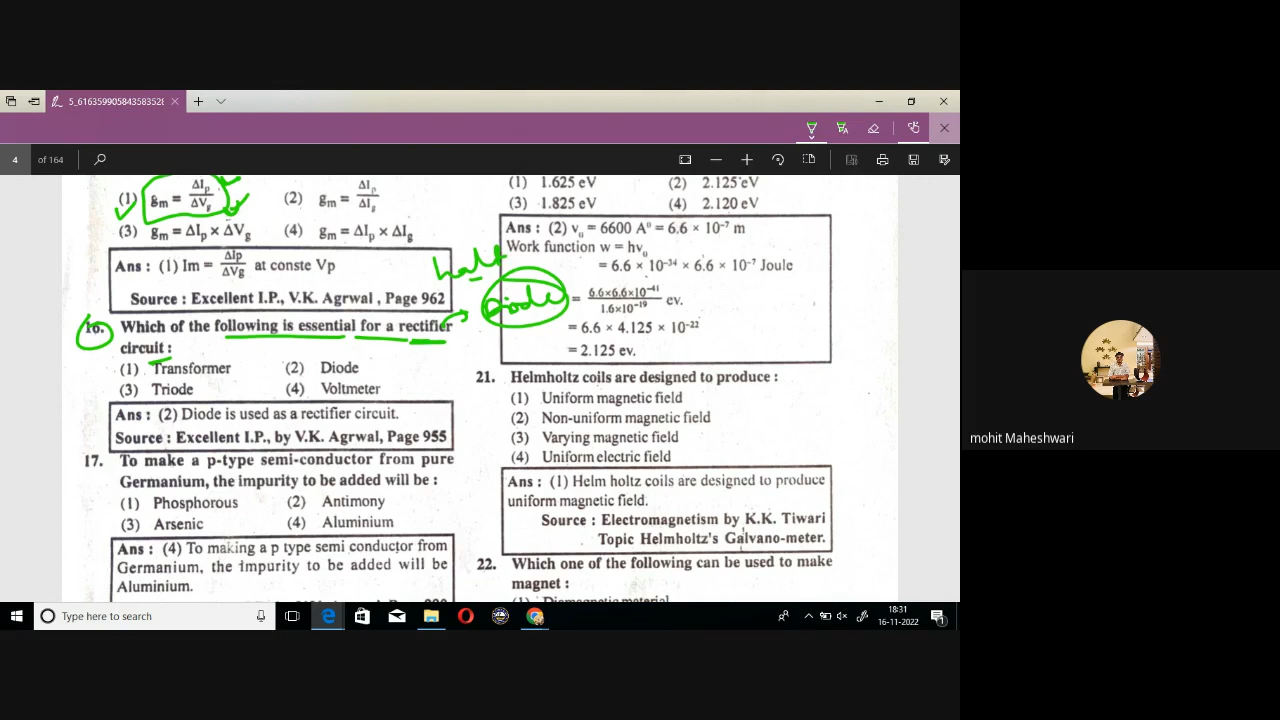 5_616359905843583528
4 of 164
(1) gm = ΔIp/ΔVg (2) gm = ΔIp/ΔIg
(3) gm = ΔIp × ΔVg (4) gm = ΔIp × ΔIg
Ans : (1) Im = ΔIp/ΔVg at conste Vp
Source : Excellent I.P., V.K. Agrwal , Page 962
16. Which of the following is essential for a rectifier
circuit :
(1) Transformer (2) Diode
(3) Triode (4) Voltmeter
Ans : (2) Diode is used as a rectifier circuit.
Source : Excellent I.P., by V.K. Agrwal, Page 955
17. To make a p-type semi-conductor from pure
Germanium, the impurity to be added will be :
(1) Phosphorous (2) Antimony
(3) Arsenic (4) Aluminium
Ans : (4) To making a p type semi conductor from
Germanium, the impurity to be added will be
Aluminium.
half
Diode
(1) 1.625 eV (2) 2.125 eV
(3) 1.825 eV (4) 2.120 eV
Ans : (2) v₀ = 6600 A⁰ = 6.6 × 10⁻⁷ m
Work function w = hv₀
= 6.6 × 10⁻³⁴ × 6.6 × 10⁻⁷ Joule
= 6.6×6.6×10⁻⁴¹/1.6×10⁻¹⁹ ev.
= 6.6 × 4.125 × 10⁻²²
= 2.125 ev.
21. Helmholtz coils are designed to produce :
(1) Uniform magnetic field
(2) Non-uniform magnetic field
(3) Varying magnetic field
(4) Uniform electric field
Ans : (1) Helm holtz coils are designed to produce
uniform magnetic field.
Source : Electromagnetism by K.K. Tiwari
Topic Helmholtz's Galvano-meter.
22. Which one of the following can be used to make
magnet :
(1) Diamagnetic material
mohit Maheshwari
Type here to search
18:31
16-11-2022
1